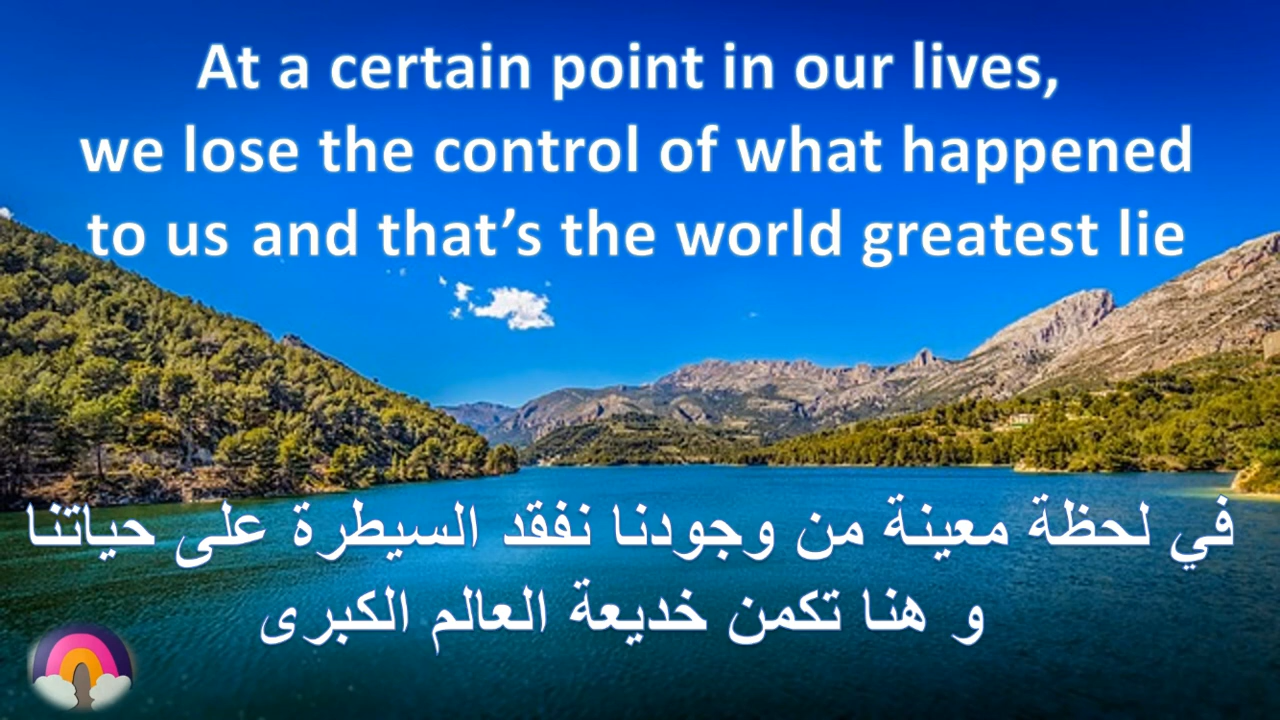 At a certain point in our lives,
we lose the control of what happened
to us and that’s the world greatest lie
في لحظة معينة من وجودنا نفقد السيطرة على حياتنا
و هنا تكمن خديعة العالم الكبرى